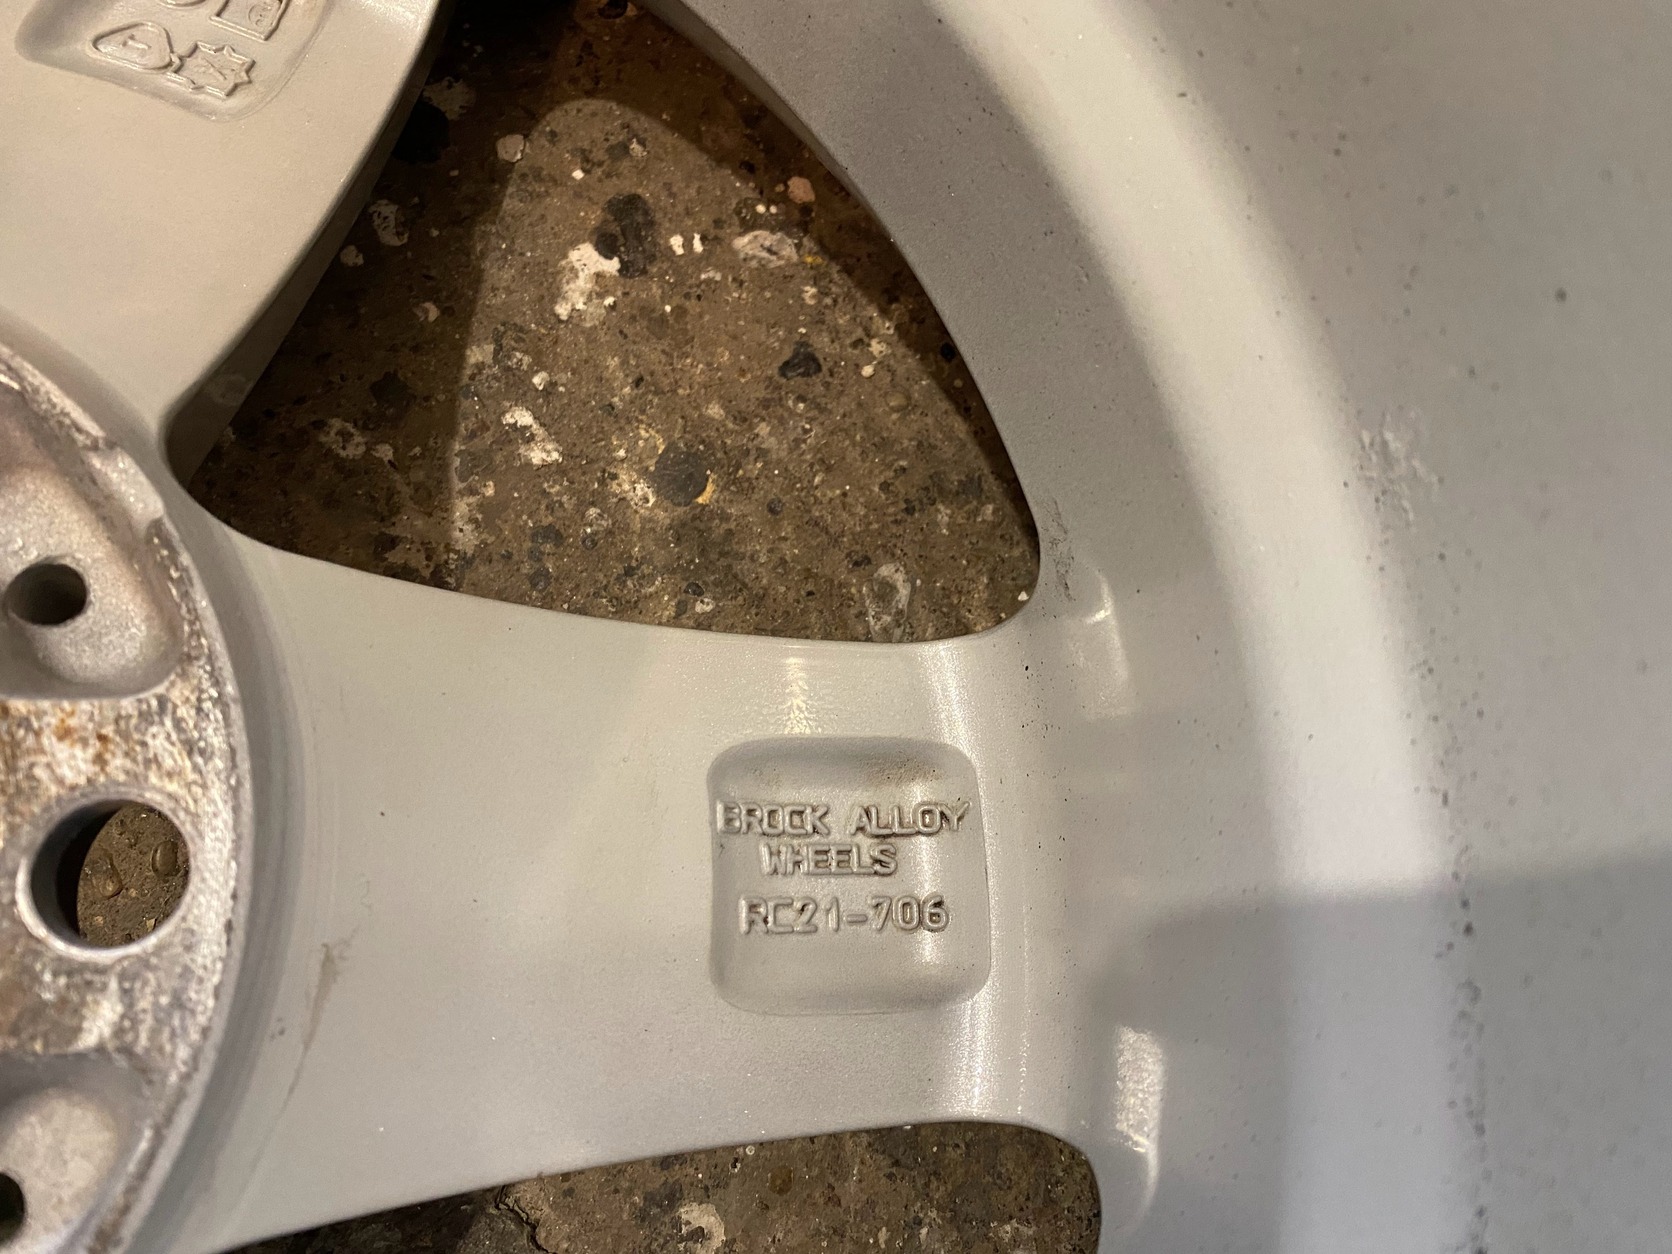 BROCK ALLOY
WHEELS
RC21-706